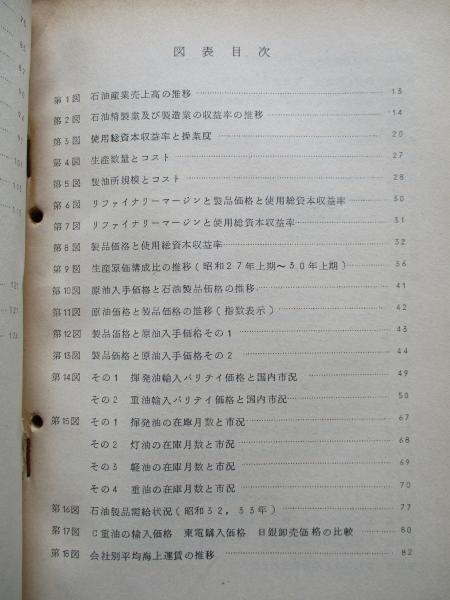 図表目次
第1図 石油産業売上高の推移 13
第2図 石油精製業及び製造業の収益率の推移 14
第3図 使用総資本収益率と操業度 20
第4図 生産数量とコスト 27
第5図 製油所規模とコスト 28
第6図 リファイナリーマージンと製品価格と使用総資本収益率 30
第7図 リファイナリーマージンと使用総資本収益率 31
第8図 製品価格と使用総資本収益率 32
第9図 生産原価構成比の推移(昭和27年上期～30年上期) 36
第10図 原油入手価格と石油製品価格の推移 41
第11図 原油価格と製品価格の推移(指数表示) 42
第12図 製品価格と原油入手価格その1 43
第13図 製品価格と原油入手価格その2 44
第14図 その1 揮発油輸入パリテイ価格と国内市況 49
その2 重油輸入パリテイ価格と国内市況 50
第15図 その1 揮発油の在庫月数と市況 67
その2 灯油の在庫月数と市況 68
その3 軽油の在庫月数と市況 69
その4 重油の在庫月数と市況 70
第16図 石油製品需給状況(昭和32,33年) 77
第17図 C重油の輸入価格 東電購入価格 日銀卸売価格の比較 80
第18図 会社別平均海上運賃の推移 82